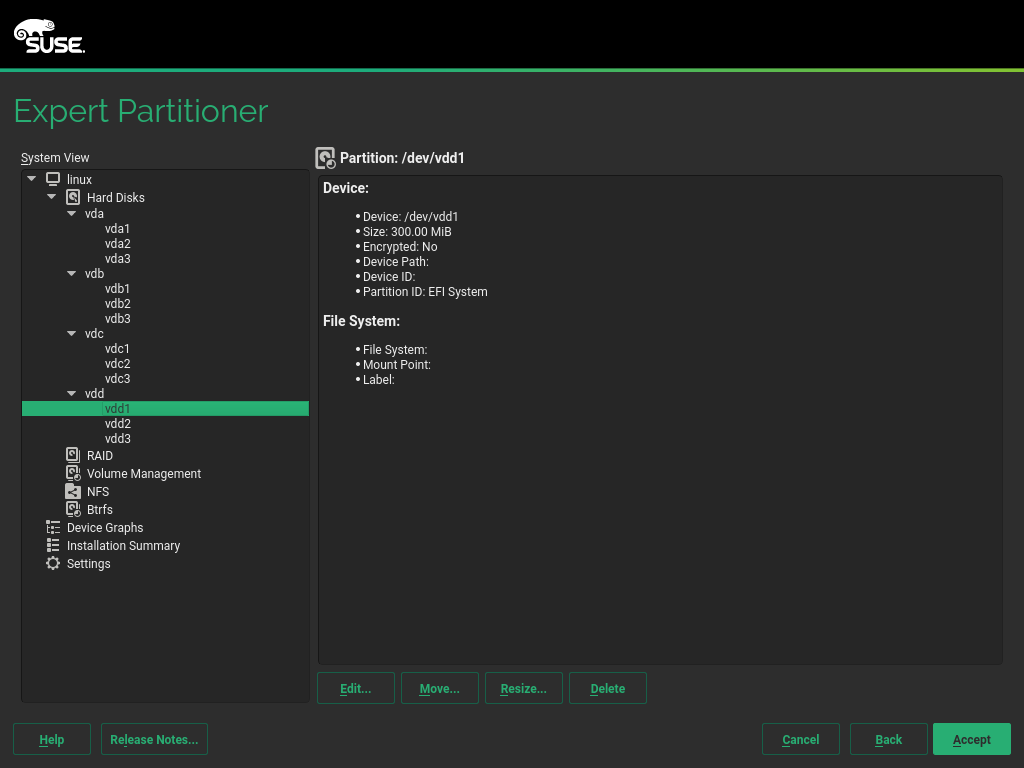 SUSE
Expert Partitioner
System View
linux
Hard Disks
vda
vda1
vda2
vda3
vdb
vdb1
vdb2
vdb3
vdc
vdc1
vdc2
vdc3
vdd
vdd1
vdd2
vdd3
RAID
Volume Management
NFS
Btrfs
Device Graphs
Installation Summary
Settings
Partition: /dev/vdd1
Device:
• Device: /dev/vdd1
• Size: 300.00 MiB
• Encrypted: No
• Device Path:
• Device ID:
• Partition ID: EFI System
File System:
• File System:
• Mount Point:
• Label:
Edit... Move... Resize... Delete
Help Release Notes... Cancel Back Accept